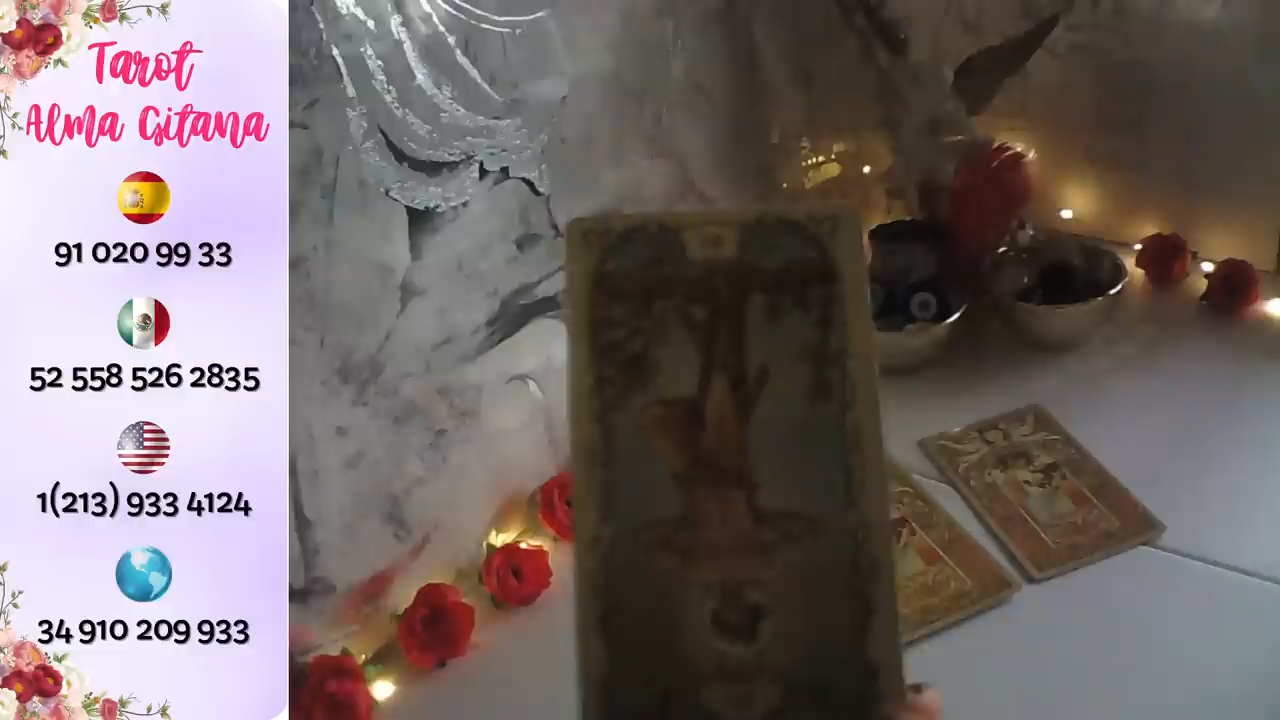 Tarot
Alma Gitana
91 020 99 33
52 558 526 2835
1(213) 933 4124
34 910 209 933